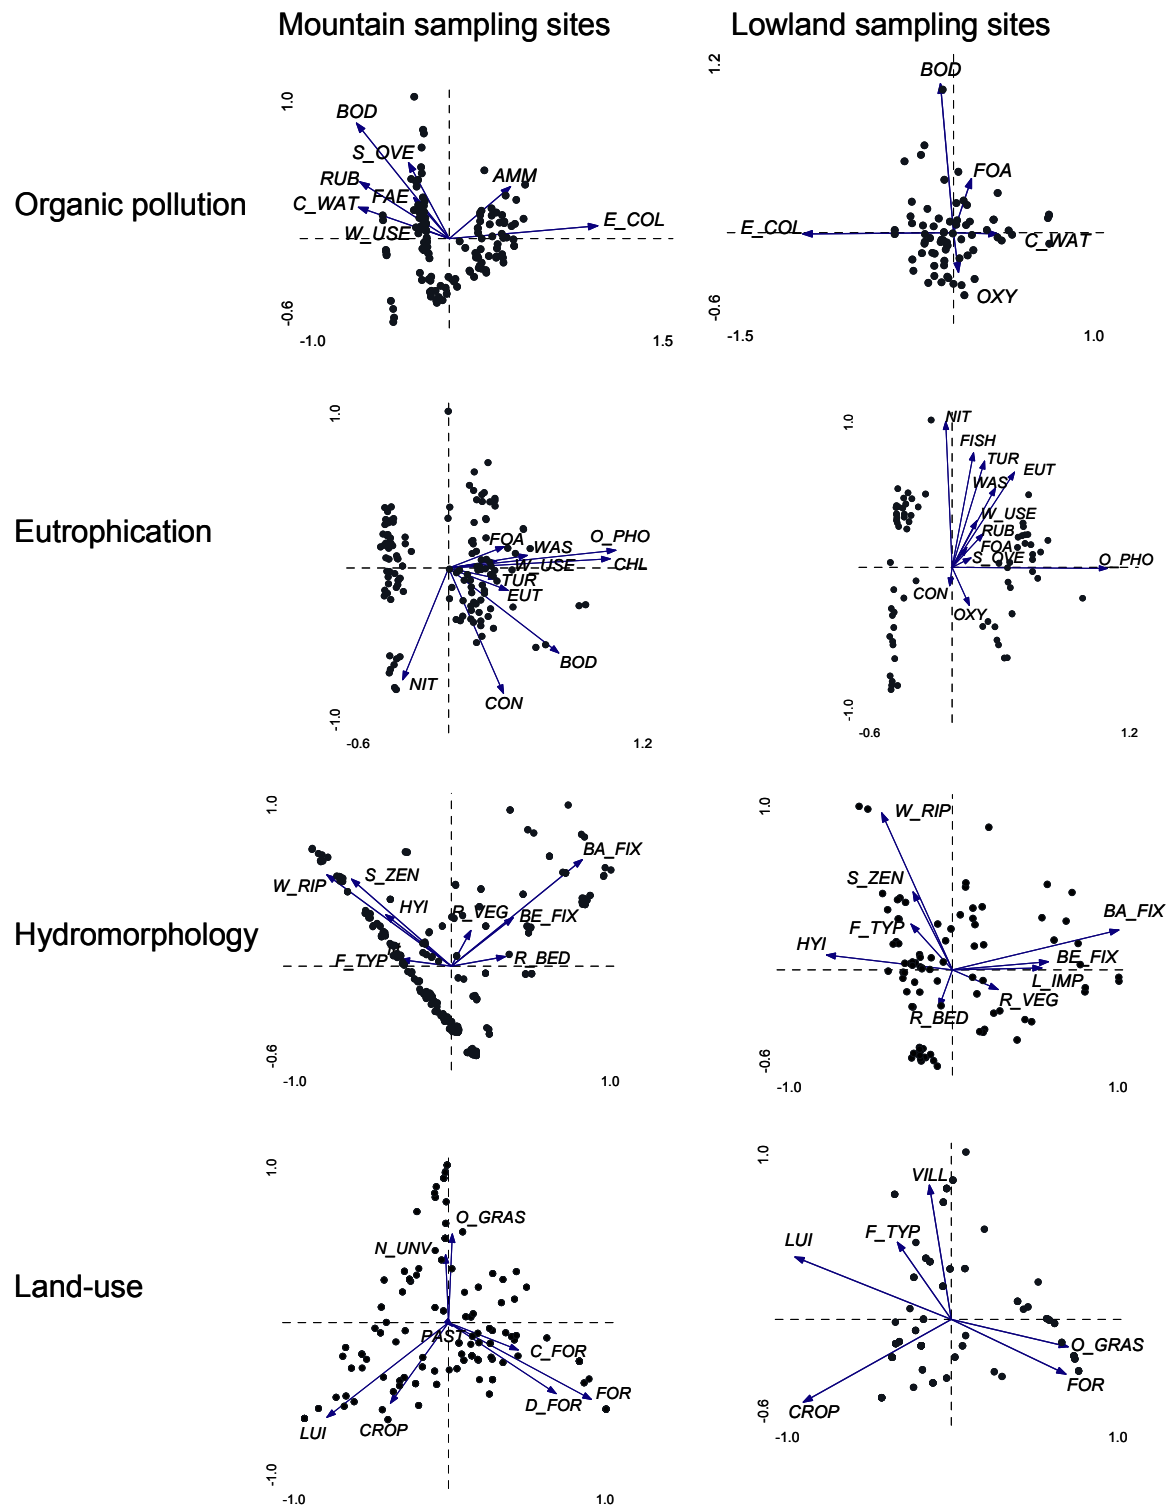 Mountain sampling sites
Lowland sampling sites
Organic pollution
1.0
BOD
S_OVE
RUB
FAE
C_WAT
W_USE
AMM
E_COL
-0.6
-1.0
1.5
1.2
BOD
FOA
E_COL
C_WAT
OXY
-0.6
-1.5
1.0
Eutrophication
1.0
FOA
WAS
O_PHO
W_USE
CHL
TUR
EUT
BOD
NIT
CON
-1.0
-0.6
1.2
1.0
NIT
FISH
TUR
EUT
WAS
W_USE
RUB
FOA
S_OVE
O_PHO
CON
OXY
-1.0
-0.6
1.2
Hydromorphology
1.0
BA_FIX
S_ZEN
W_RIP
HYI
R_VEG
BE_FIX
F_TYP
R_BED
-0.6
-1.0
1.0
1.0
W_RIP
S_ZEN
F_TYP
BA_FIX
HYI
BE_FIX
L_IMP
R_VEG
R_BED
-0.6
-1.0
1.0
Land-use
1.0
O_GRAS
N_UNV
PAST
C_FOR
FOR
D_FOR
CROP
LUI
-1.0
-1.0
1.0
1.0
VILL
F_TYP
LUI
O_GRAS
FOR
CROP
-0.6
-1.0
1.0